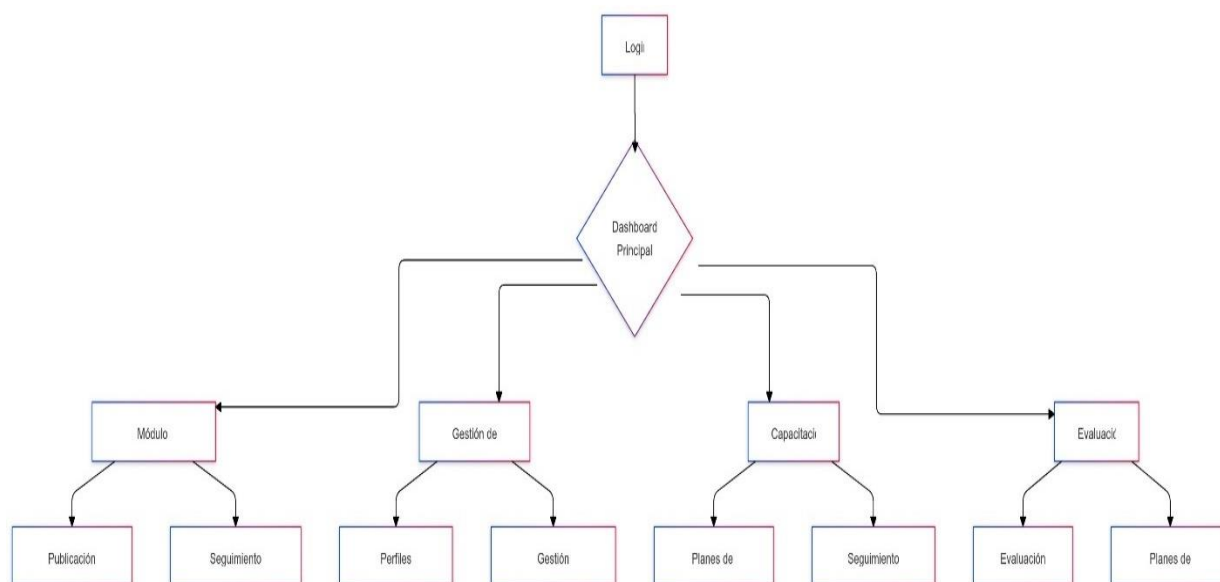 Logi
Dashboard
Principal
Módulo
Gestión de
Capacitaci
Evaluació
Publicación
Seguimiento
Perfiles
Gestión
Planes de
Seguimiento
Evaluación
Planes de